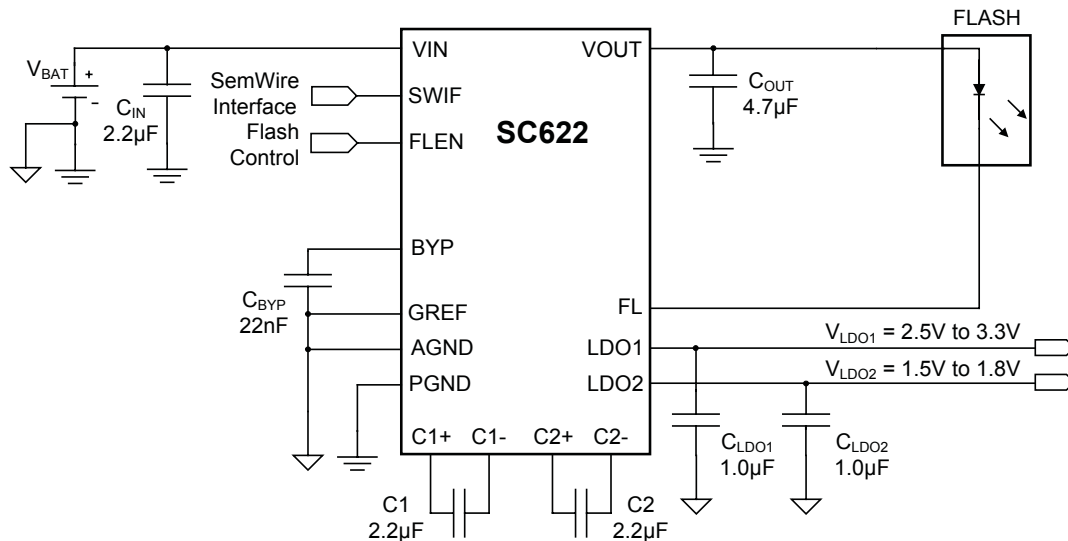 FLASH
VIN
VOUT
V_BAT
+
–
C_IN
2.2µF
SemWire
Interface
SWIF
Flash
Control
FLEN
SC622
C_OUT
4.7µF
BYP
C_BYP
22nF
GREF
AGND
PGND
FL
LDO1
V_LDO1 = 2.5V to 3.3V
LDO2
V_LDO2 = 1.5V to 1.8V
C1+ C1- C2+ C2-
C_LDO1
1.0µF
C_LDO2
1.0µF
C1
2.2µF
C2
2.2µF